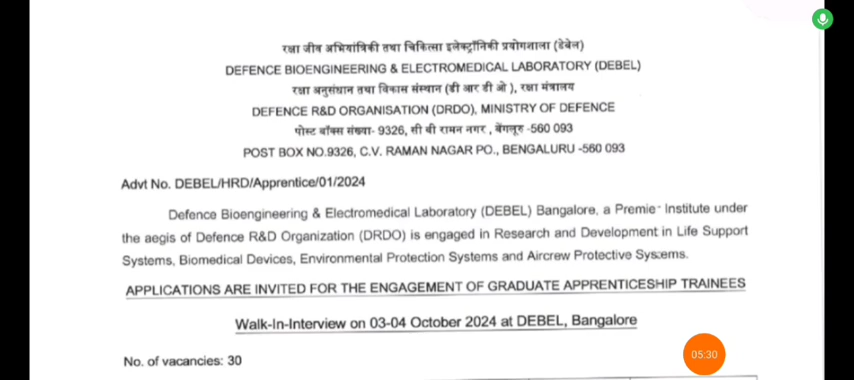 रक्षा जीव अभियांत्रिकी तथा चिकित्सा इलेक्ट्रॉनिकी प्रयोगशाला (डेबेल)
DEFENCE BIOENGINEERING & ELECTROMEDICAL LABORATORY (DEBEL)
रक्षा अनुसंधान तथा विकास संस्थान (डी आर डी ओ ), रक्षा मंत्रालय
DEFENCE R&D ORGANISATION (DRDO), MINISTRY OF DEFENCE
पोस्ट बॉक्स संख्या- 9326, सी वी रामन नगर , बेंगलूरु -560 093
POST BOX NO.9326, C.V. RAMAN NAGAR PO., BENGALURU -560 093
Advt No. DEBEL/HRD/Apprentice/01/2024
Defence Bioengineering & Electromedical Laboratory (DEBEL) Bangalore, a Premier Institute under
the aegis of Defence R&D Organization (DRDO) is engaged in Research and Development in Life Support
Systems, Biomedical Devices, Environmental Protection Systems and Aircrew Protective Systems.
APPLICATIONS ARE INVITED FOR THE ENGAGEMENT OF GRADUATE APPRENTICESHIP TRAINEES
Walk-In-Interview on 03-04 October 2024 at DEBEL, Bangalore
No. of vacancies: 30
05:30